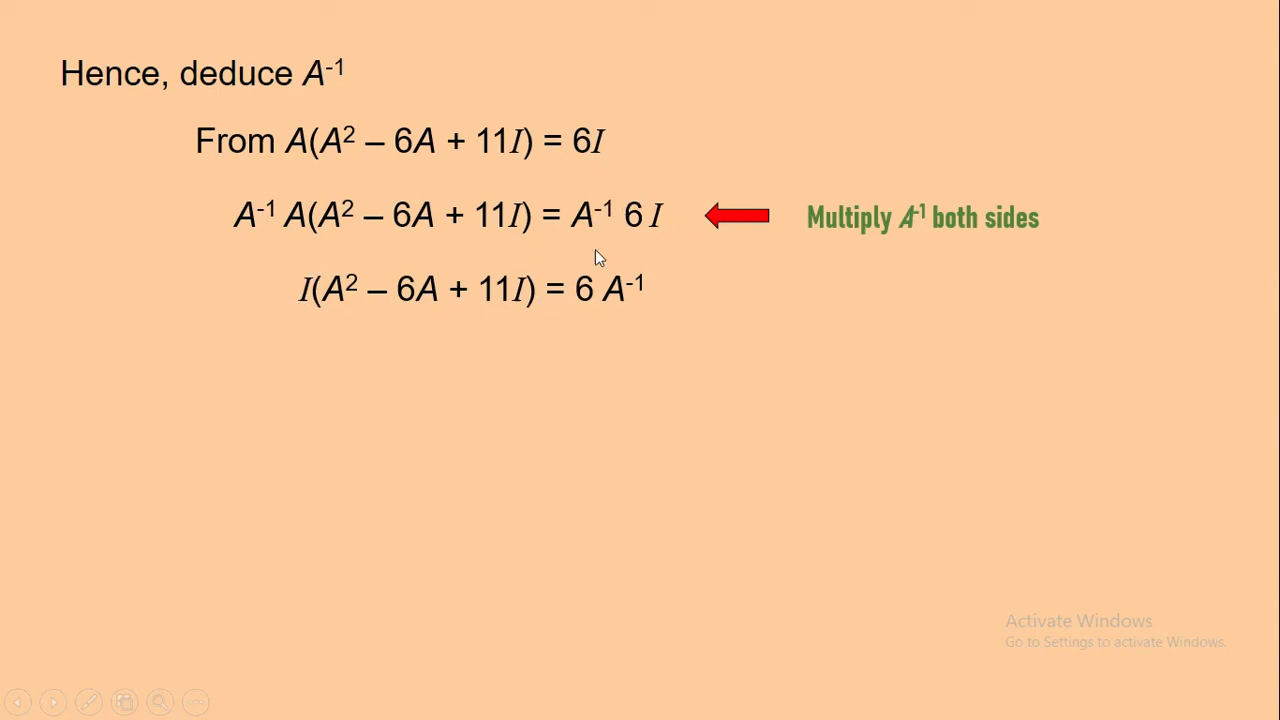 Hence, deduce A⁻¹
From A(A² – 6A + 11I) = 6I
A⁻¹ A(A² – 6A + 11I) = A⁻¹ 6 I
Multiply A⁻¹ both sides
I(A² – 6A + 11I) = 6 A⁻¹
Activate Windows
Go to Settings to activate Windows.